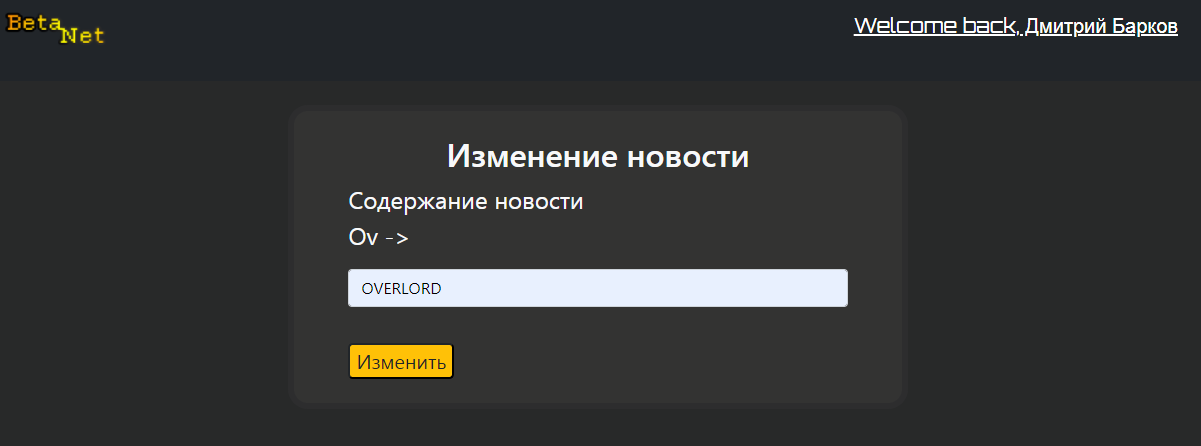 Beta
Net
Welcome back, Дмитрий Барков
Изменение новости
Содержание новости
Ov ->
OVERLORD
Изменить